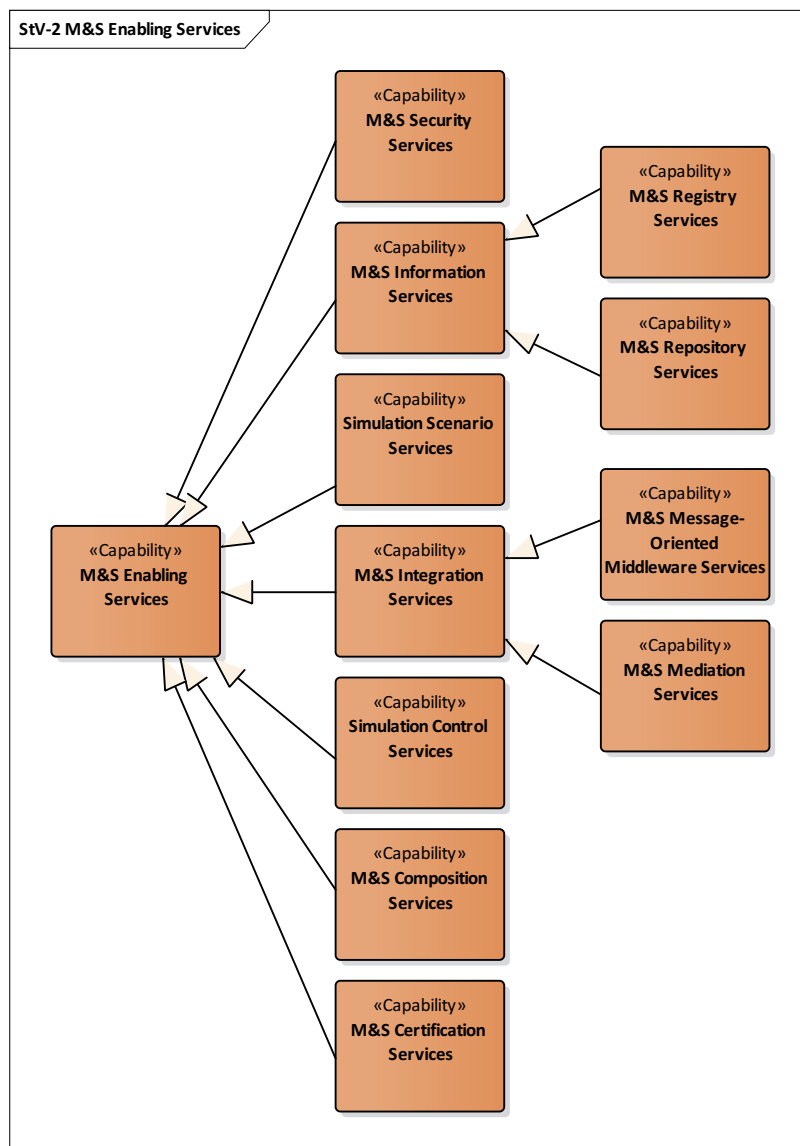 StV-2 M&S Enabling Services
«Capability»
M&S Security
Services
«Capability»
M&S Registry
Services
«Capability»
M&S Information
Services
«Capability»
M&S Repository
Services
«Capability»
Simulation Scenario
Services
«Capability»
M&S Message-
Oriented
Middleware Services
«Capability»
M&S Enabling
Services
«Capability»
M&S Integration
Services
«Capability»
M&S Mediation
Services
«Capability»
Simulation Control
Services
«Capability»
M&S Composition
Services
«Capability»
M&S Certification
Services